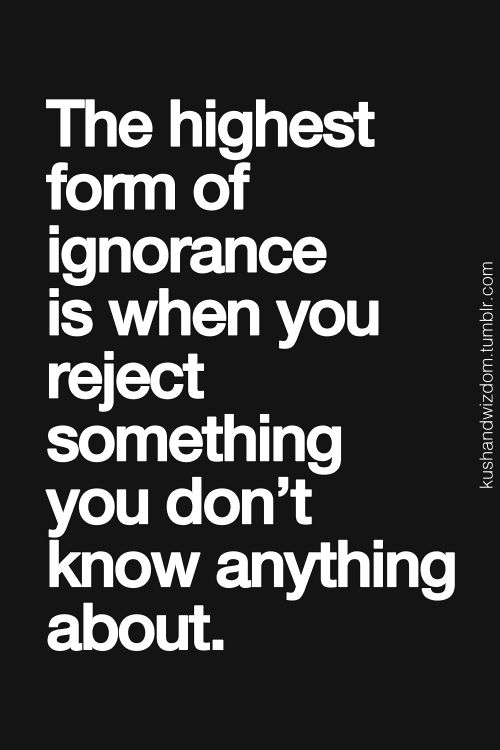 The highest
form of
ignorance
is when you
reject
something
you don’t
know anything
about.
kushandwizdom.tumblr.com